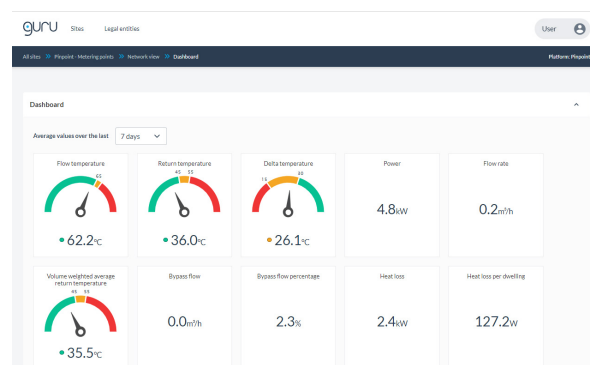 guru
Sites
Legal entities
User
All sites » Pinpoint - Metering points » Network view » Dashboard
Platform: Pinpoint
Dashboard
Average values over the last
7 days
Flow temperature
65
62.2°C
Return temperature
45 55
36.0°C
Delta temperature
15 30
26.1°C
Power
4.8kW
Flow rate
0.2m³/h
Volume weighted average
return temperature
45 55
35.5°C
Bypass flow
0.0m³/h
Bypass flow percentage
2.3%
Heat loss
2.4kW
Heat loss per dwelling
127.2W